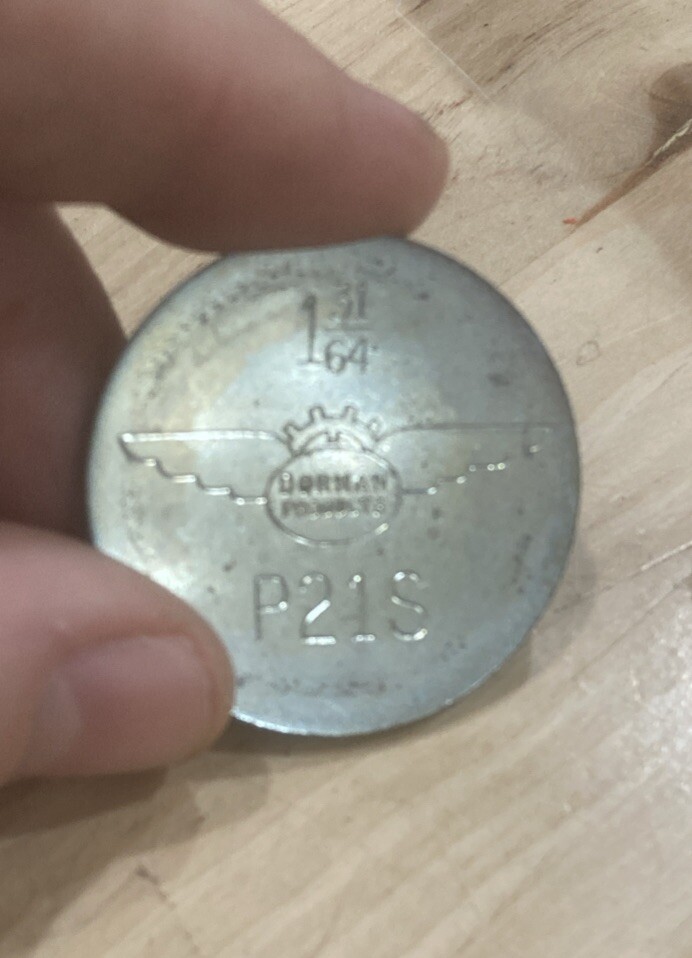 1 31/64
DORMAN
PRODUCTS
P21S